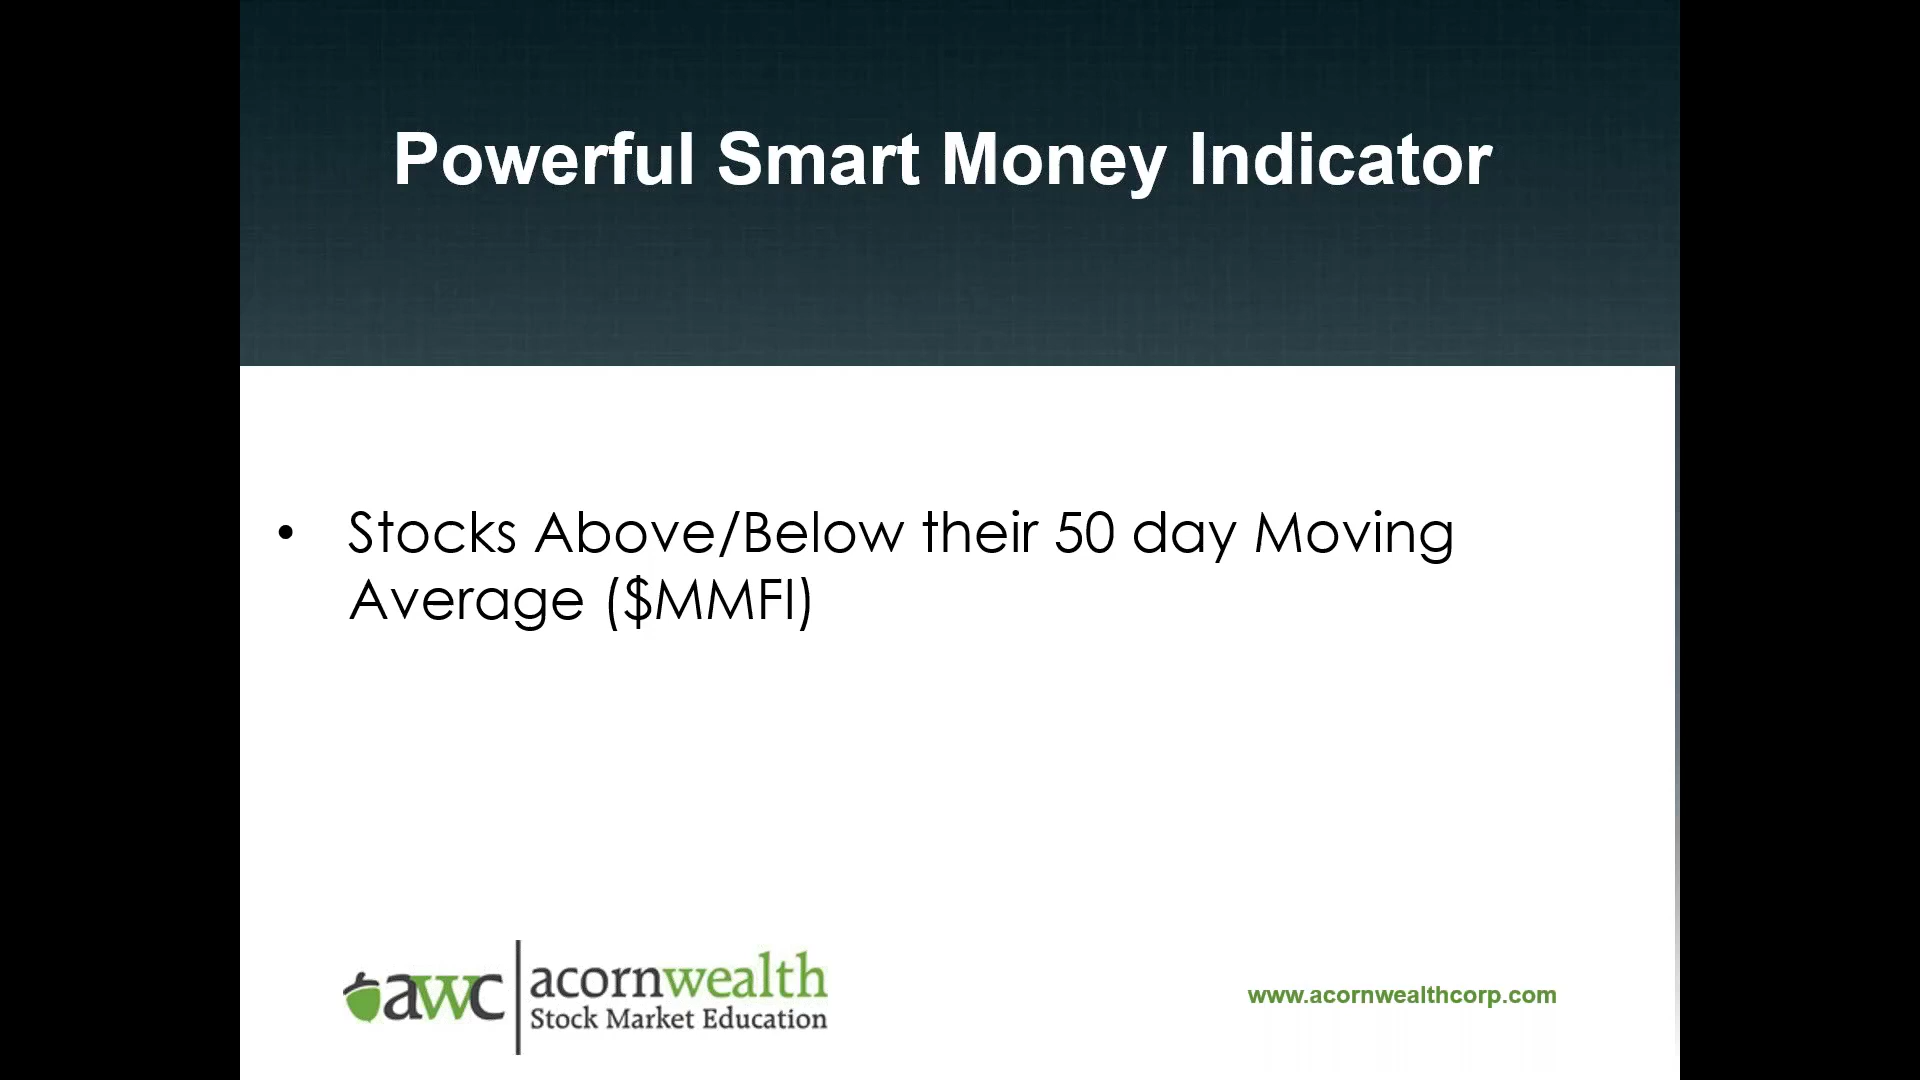 Powerful Smart Money Indicator
• Stocks Above/Below their 50 day Moving
Average ($MMFI)
awc acornwealth
Stock Market Education
www.acornwealthcorp.com